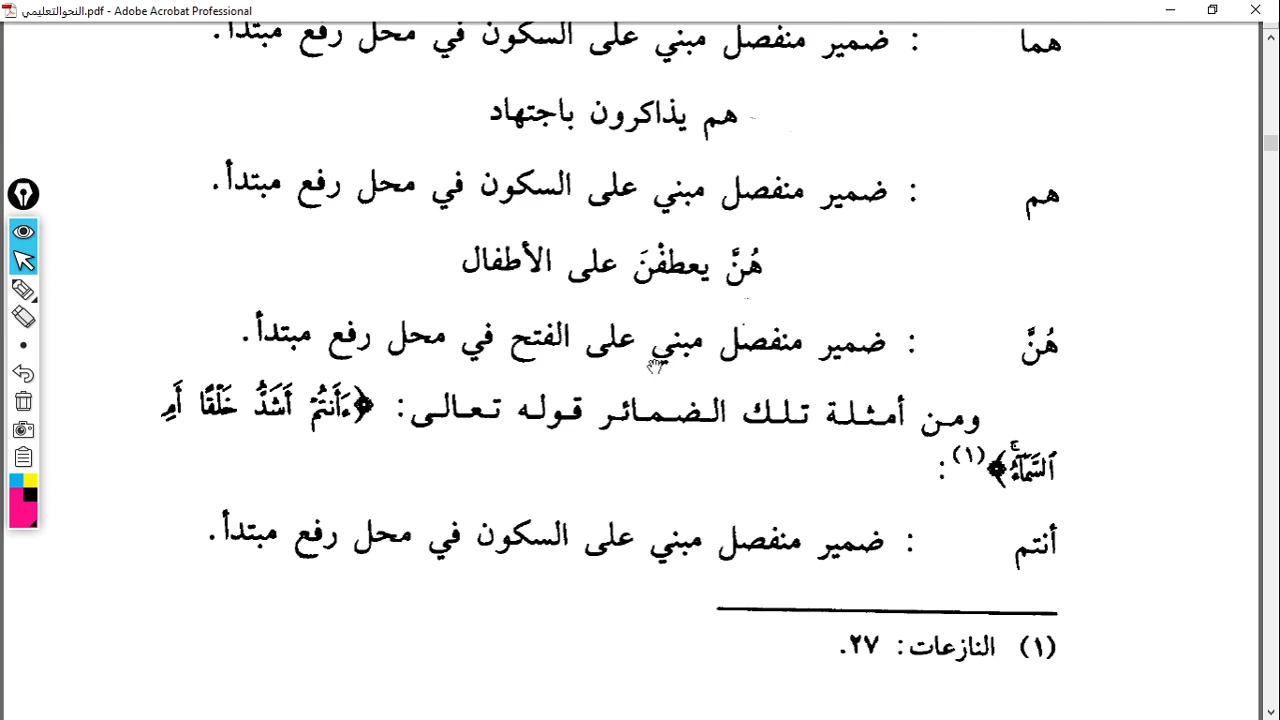 النحوالتعليمي.pdf - Adobe Acrobat Professional
هما : ضمير منفصل مبني على السكون في محل رفع مبتدأ.
هم يذاكرون باجتهاد
هم : ضمير منفصل مبني على السكون في محل رفع مبتدأ.
هُنَّ يعطفْنَ على الأطفال
هُنَّ : ضمير منفصل مبني على الفتح في محل رفع مبتدأ.
ومن أمثلة تلك الضمائر قوله تعالى: ﴿ءَأَنتُمْ أَشَدُّ خَلْقًا أَمِ
ٱلسَّمَآءُ ۚ﴾(١):
أنتم : ضمير منفصل مبني على السكون في محل رفع مبتدأ.
(١) النازعات: ٢٧.